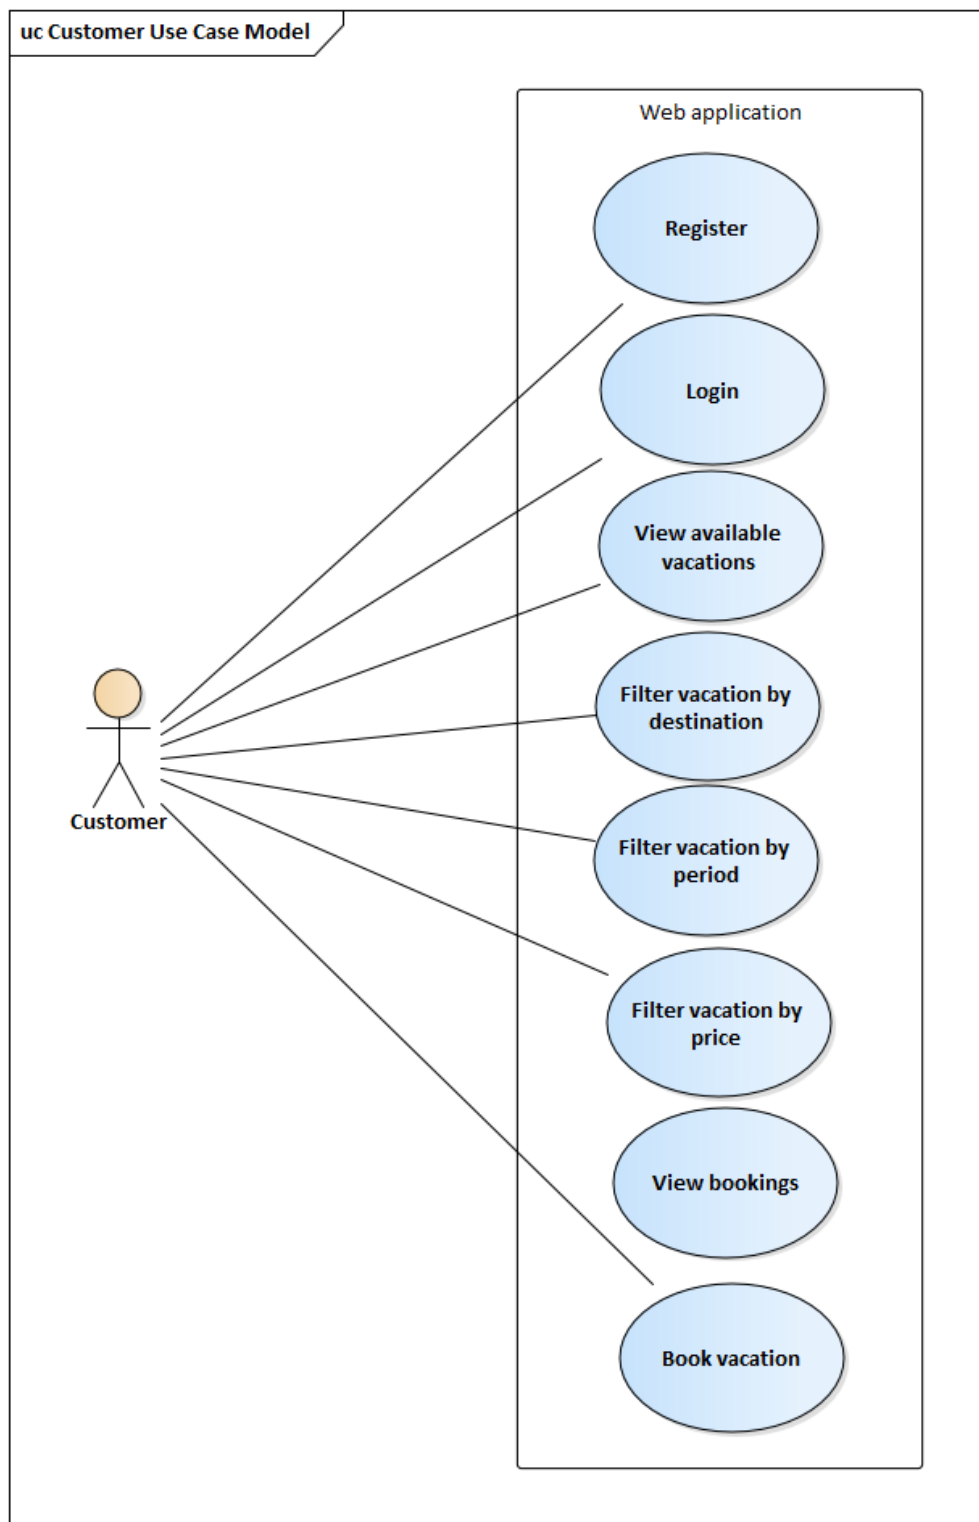 uc Customer Use Case Model
Web application
Register
Login
View available
vacations
Filter vacation by
destination
Filter vacation by
period
Filter vacation by
price
View bookings
Book vacation
Customer